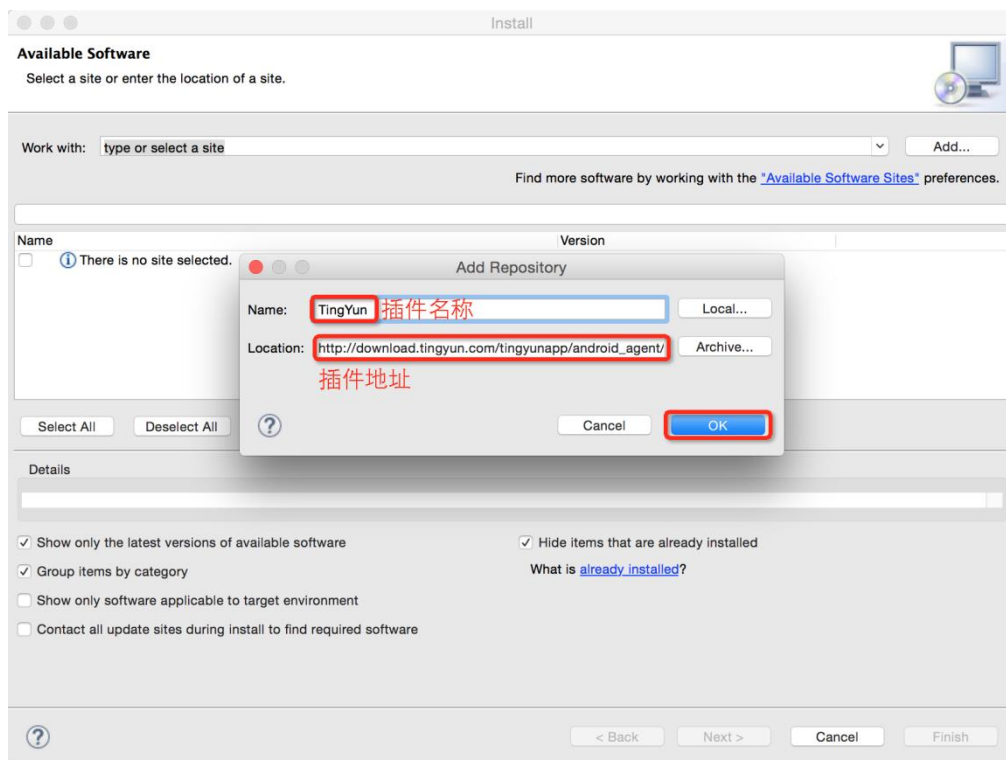 Install
Available Software
Select a site or enter the location of a site.
Work with: type or select a site Add...
Find more software by working with the "Available Software Sites" preferences.
Name Version
There is no site selected.
Add Repository
Name: TingYun 插件名称 Local...
Location: http://download.tingyun.com/tingyunapp/android_agent/ Archive...
插件地址
? Cancel OK
Select All Deselect All
Details
Show only the latest versions of available software
Hide items that are already installed
Group items by category
What is already installed?
Show only software applicable to target environment
Contact all update sites during install to find required software
? < Back Next > Cancel Finish